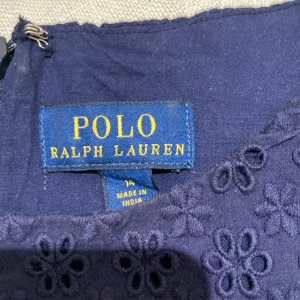 POLO
RALPH LAUREN
14
MADE IN
INDIA